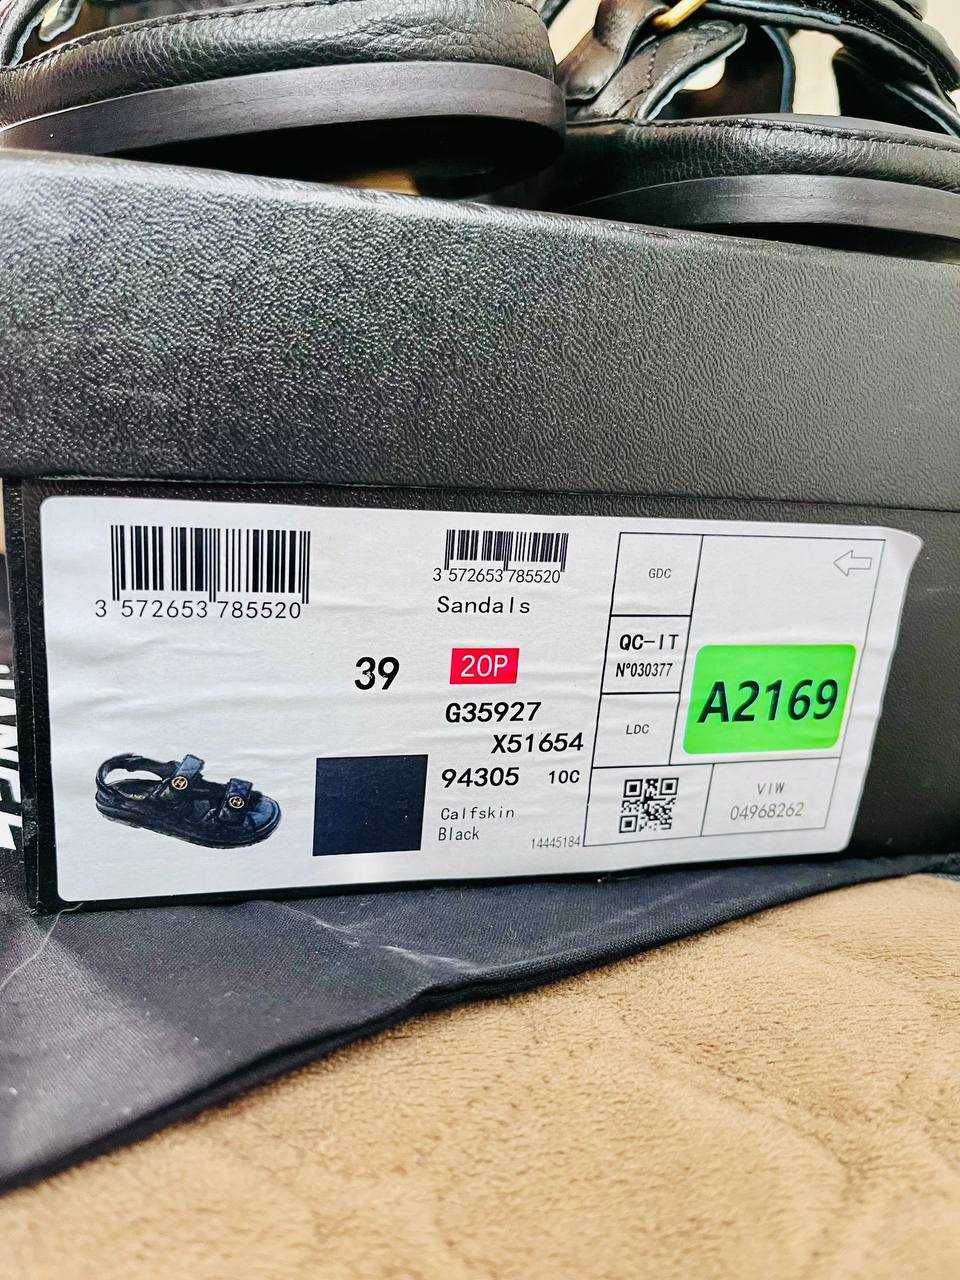 3 572653 785520
3 572653 785520
Sandals
39
20P
G35927
X51654
94305 10C
Calfskin
Black
14445184
GDC
QC-IT
N°030377
LDC
A2169
VIW
04968262